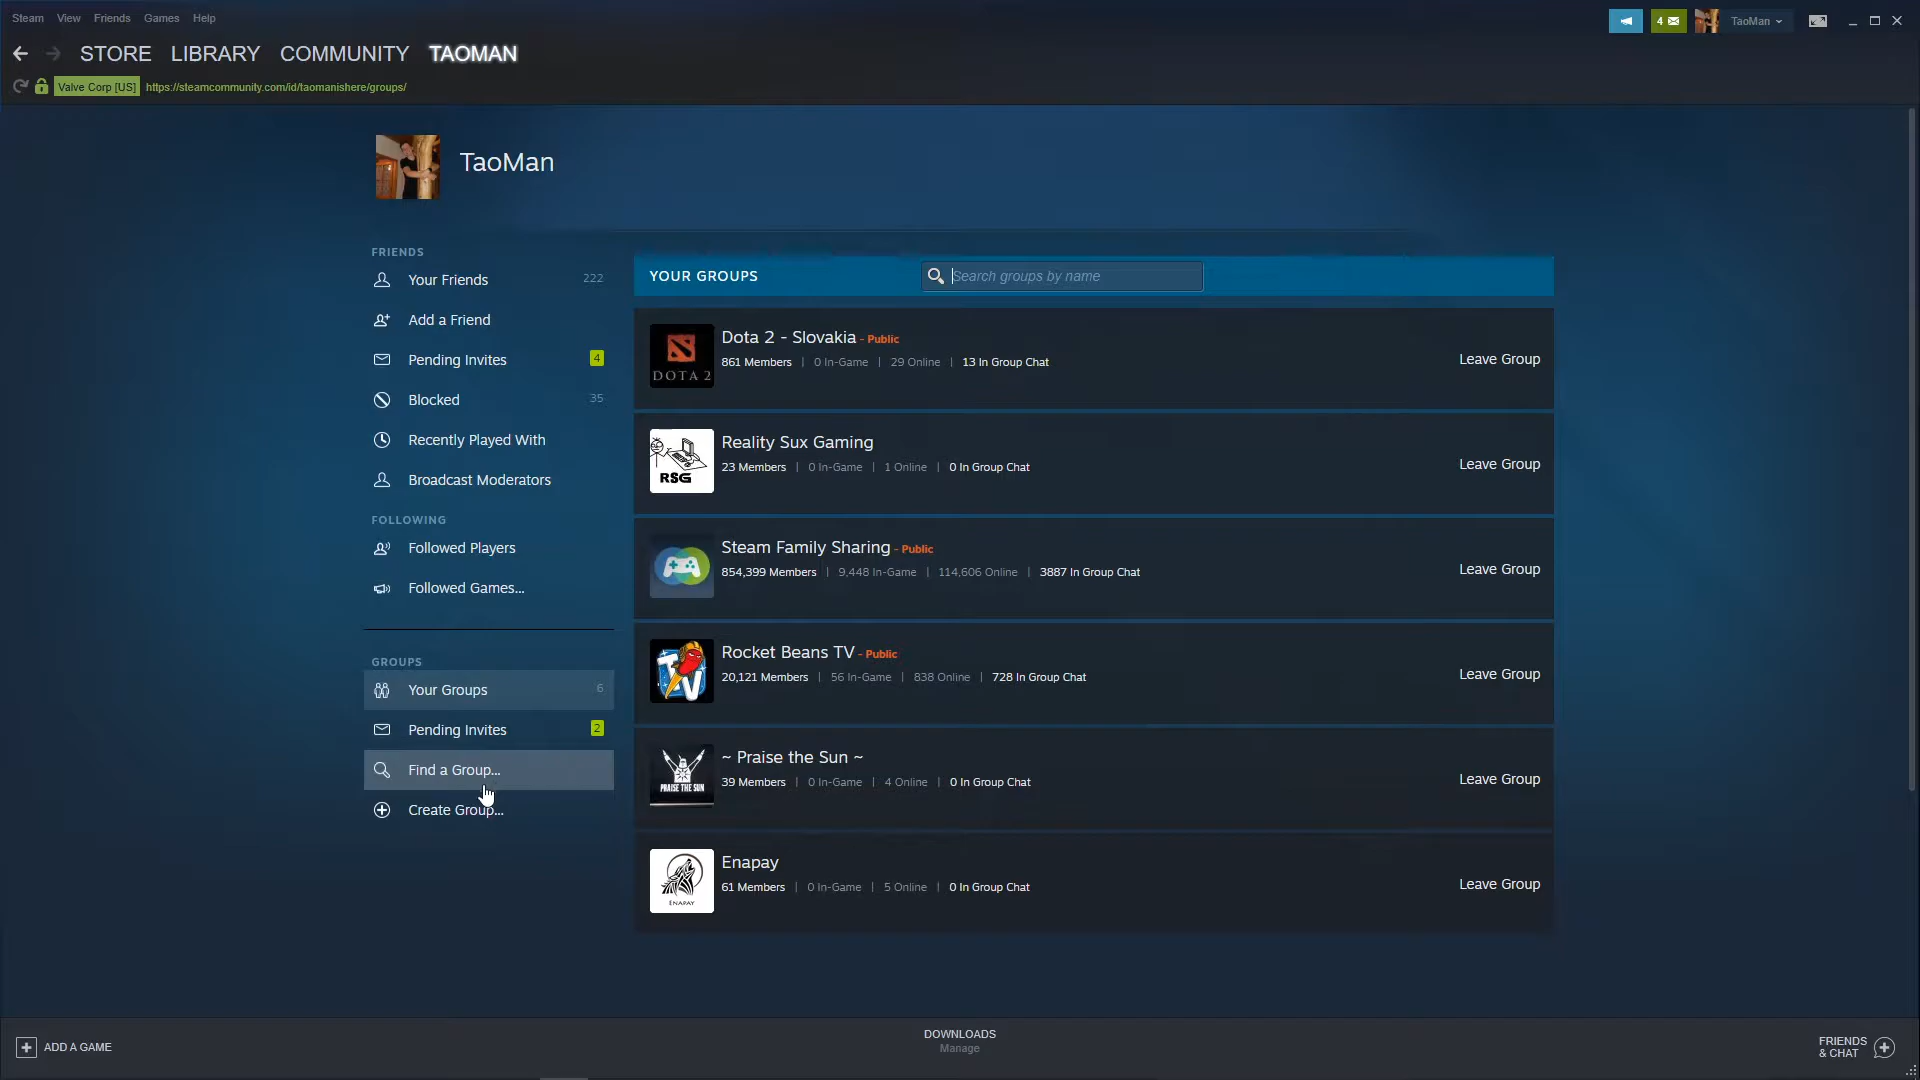 Steam View Friends Games Help
4 TaoMan
STORE LIBRARY COMMUNITY TAOMAN
Valve Corp [US] https://steamcommunity.com/id/taomanishere/groups/
TaoMan
FRIENDS
Your Friends 222
Add a Friend
Pending Invites 4
Blocked 35
Recently Played With
Broadcast Moderators
FOLLOWING
Followed Players
Followed Games...
GROUPS
Your Groups 6
Pending Invites 2
Find a Group...
Create Group...
YOUR GROUPS Search groups by name
DOTA 2
Dota 2 - Slovakia - Public
861 Members | 0 In-Game | 29 Online | 13 In Group Chat
Leave Group
RSG
Reality Sux Gaming
23 Members | 0 In-Game | 1 Online | 0 In Group Chat
Leave Group
Steam Family Sharing - Public
854,399 Members | 9,448 In-Game | 114,606 Online | 3887 In Group Chat
Leave Group
TV
Rocket Beans TV - Public
20,121 Members | 56 In-Game | 838 Online | 728 In Group Chat
Leave Group
PRAISE THE SUN
~ Praise the Sun ~
39 Members | 0 In-Game | 4 Online | 0 In Group Chat
Leave Group
ENAPAY
Enapay
61 Members | 0 In-Game | 5 Online | 0 In Group Chat
Leave Group
ADD A GAME
DOWNLOADS
Manage
FRIENDS
& CHAT